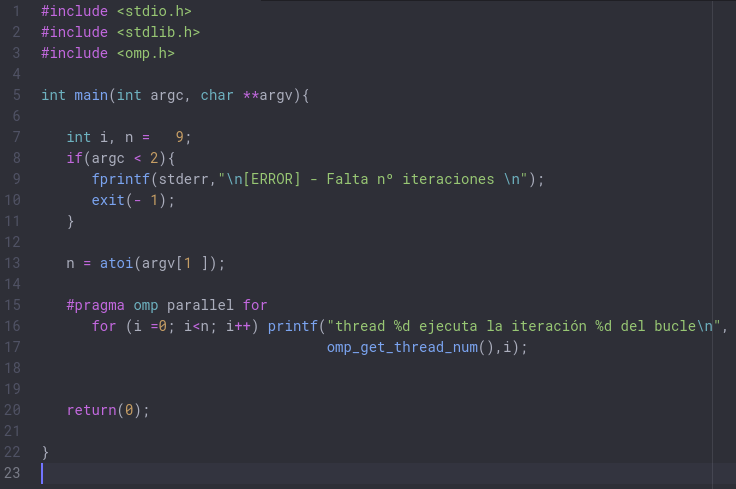 1 #include <stdio.h>
2 #include <stdlib.h>
3 #include <omp.h>
4
5 int main(int argc, char **argv){
6
7    int i, n =   9;
8    if(argc < 2){
9       fprintf(stderr,"\n[ERROR] - Falta nº iteraciones \n");
10       exit(- 1);
11    }
12
13    n = atoi(argv[1 ]);
14
15    #pragma omp parallel for
16       for (i =0; i<n; i++) printf("thread %d ejecuta la iteración %d del bucle\n",
17                                   omp_get_thread_num(),i);
18
19
20    return(0);
21
22 }
23